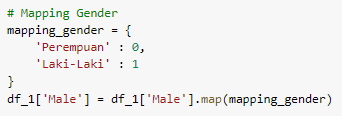 # Mapping Gender
mapping_gender = {
    'Perempuan' : 0,
    'Laki-Laki' : 1
}
df_1['Male'] = df_1['Male'].map(mapping_gender)